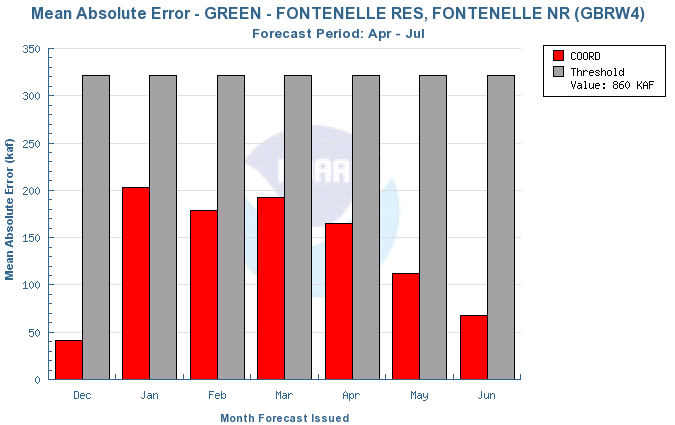 Mean Absolute Error - GREEN - FONTENELLE RES, FONTENELLE NR (GBRW4)
Forecast Period: Apr - Jul
COORD
Threshold
Value: 860 KAF
Mean Absolute Error (kaf)
350
300
250
200
150
100
50
0
NOAA
Dec Jan Feb Mar Apr May Jun
Month Forecast Issued